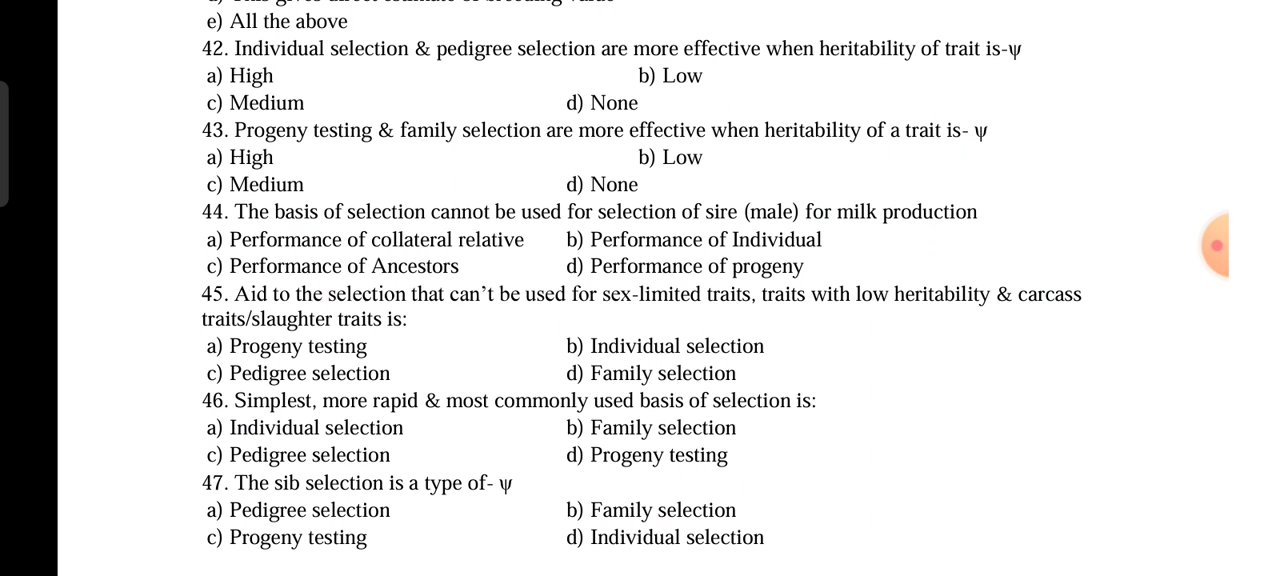 e) All the above
42. Individual selection & pedigree selection are more effective when heritability of trait is-ψ
a) High b) Low
c) Medium d) None
43. Progeny testing & family selection are more effective when heritability of a trait is- ψ
a) High b) Low
c) Medium d) None
44. The basis of selection cannot be used for selection of sire (male) for milk production
a) Performance of collateral relative b) Performance of Individual
c) Performance of Ancestors d) Performance of progeny
45. Aid to the selection that can’t be used for sex-limited traits, traits with low heritability & carcass
traits/slaughter traits is:
a) Progeny testing b) Individual selection
c) Pedigree selection d) Family selection
46. Simplest, more rapid & most commonly used basis of selection is:
a) Individual selection b) Family selection
c) Pedigree selection d) Progeny testing
47. The sib selection is a type of- ψ
a) Pedigree selection b) Family selection
c) Progeny testing d) Individual selection